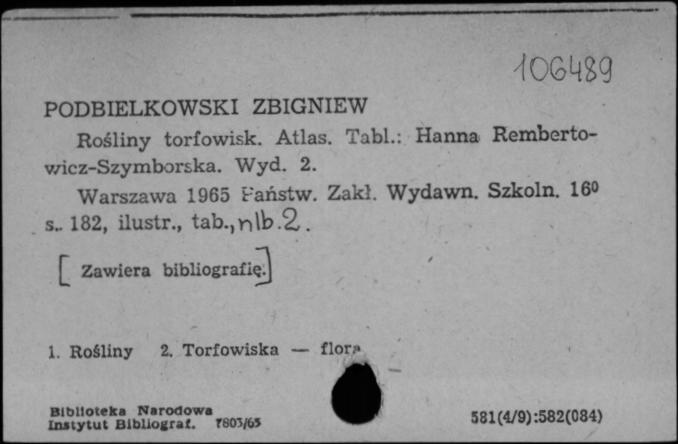 106489
PODBIELKOWSKI ZBIGNIEW
Rośliny torfowisk. Atlas. Tabl.: Hanna Remberto-
wicz-Szymborska. Wyd. 2.
Warszawa 1965 Państw. Zakł. Wydawn. Szkoln. 16⁰
s. 182, ilustr., tab., nlb. 2.
[Zawiera bibliografię.]
1. Rośliny 2. Torfowiska — flora
Biblioteka Narodowa
Instytut Bibliograf. 7803/65 581(4/9):582(084)